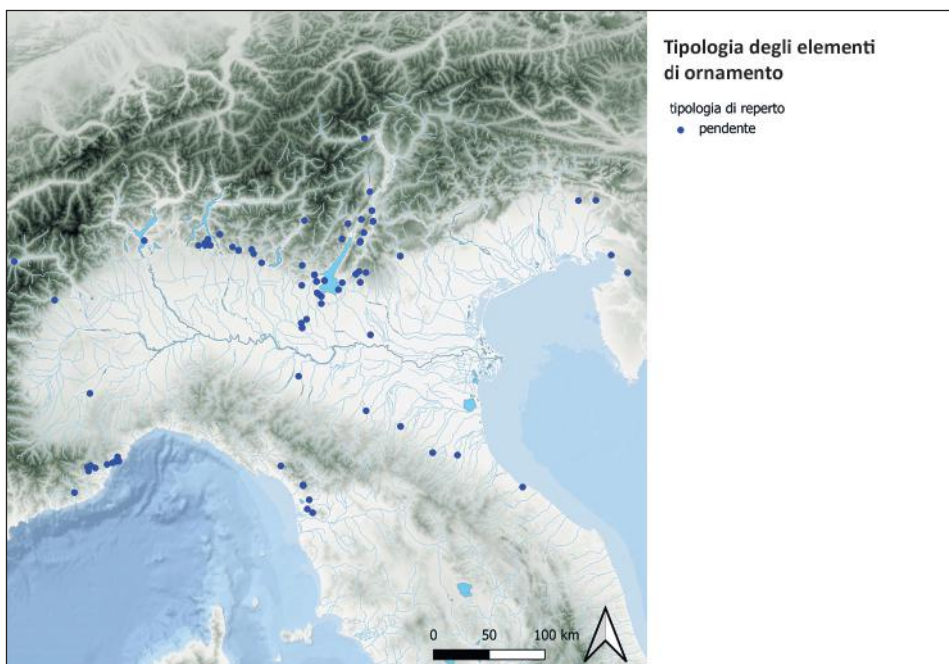 Tipologia degli elementi
di ornamento
tipologia di reperto
pendente
0 50 100 km